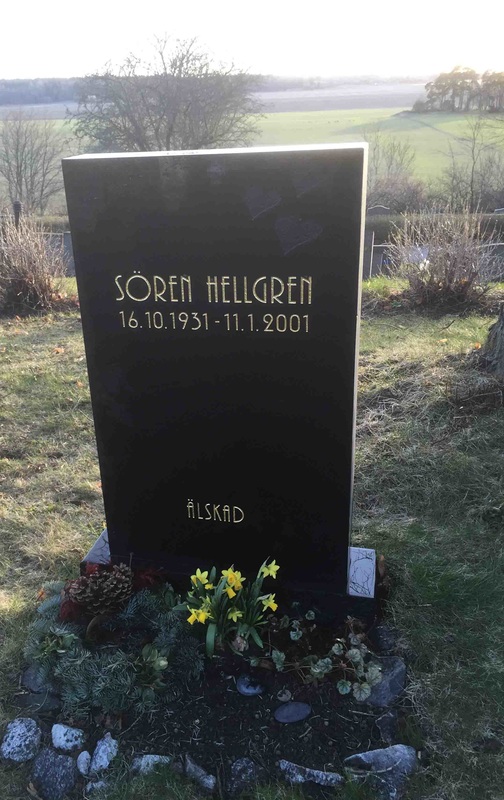 SÖREN HELLGREN
16.10.1931 - 11.1.2001
ÄLSKAD